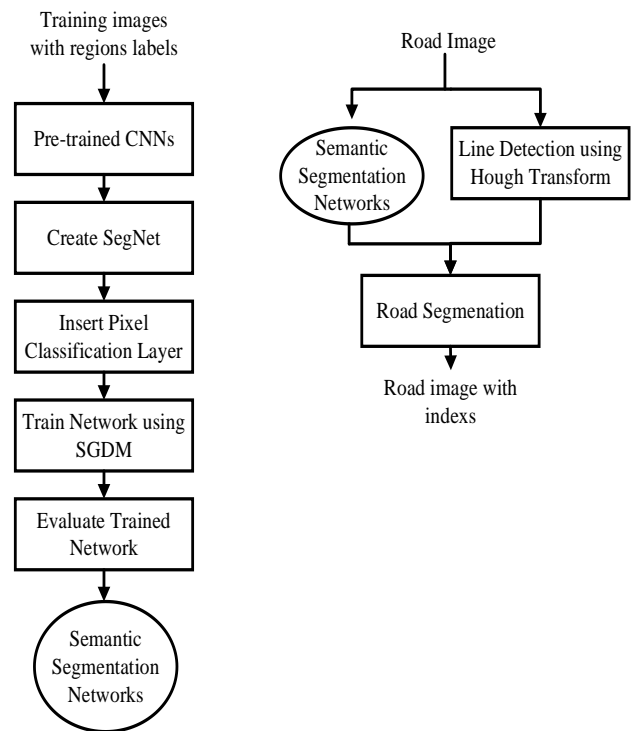 Training images
with regions labels
Pre-trained CNNs
Create SegNet
Insert Pixel
Classification Layer
Train Network using
SGDM
Evaluate Trained
Network
Semantic
Segmentation
Networks
Road Image
Semantic
Segmentation
Networks
Line Detection using
Hough Transform
Road Segmenation
Road image with
indexs